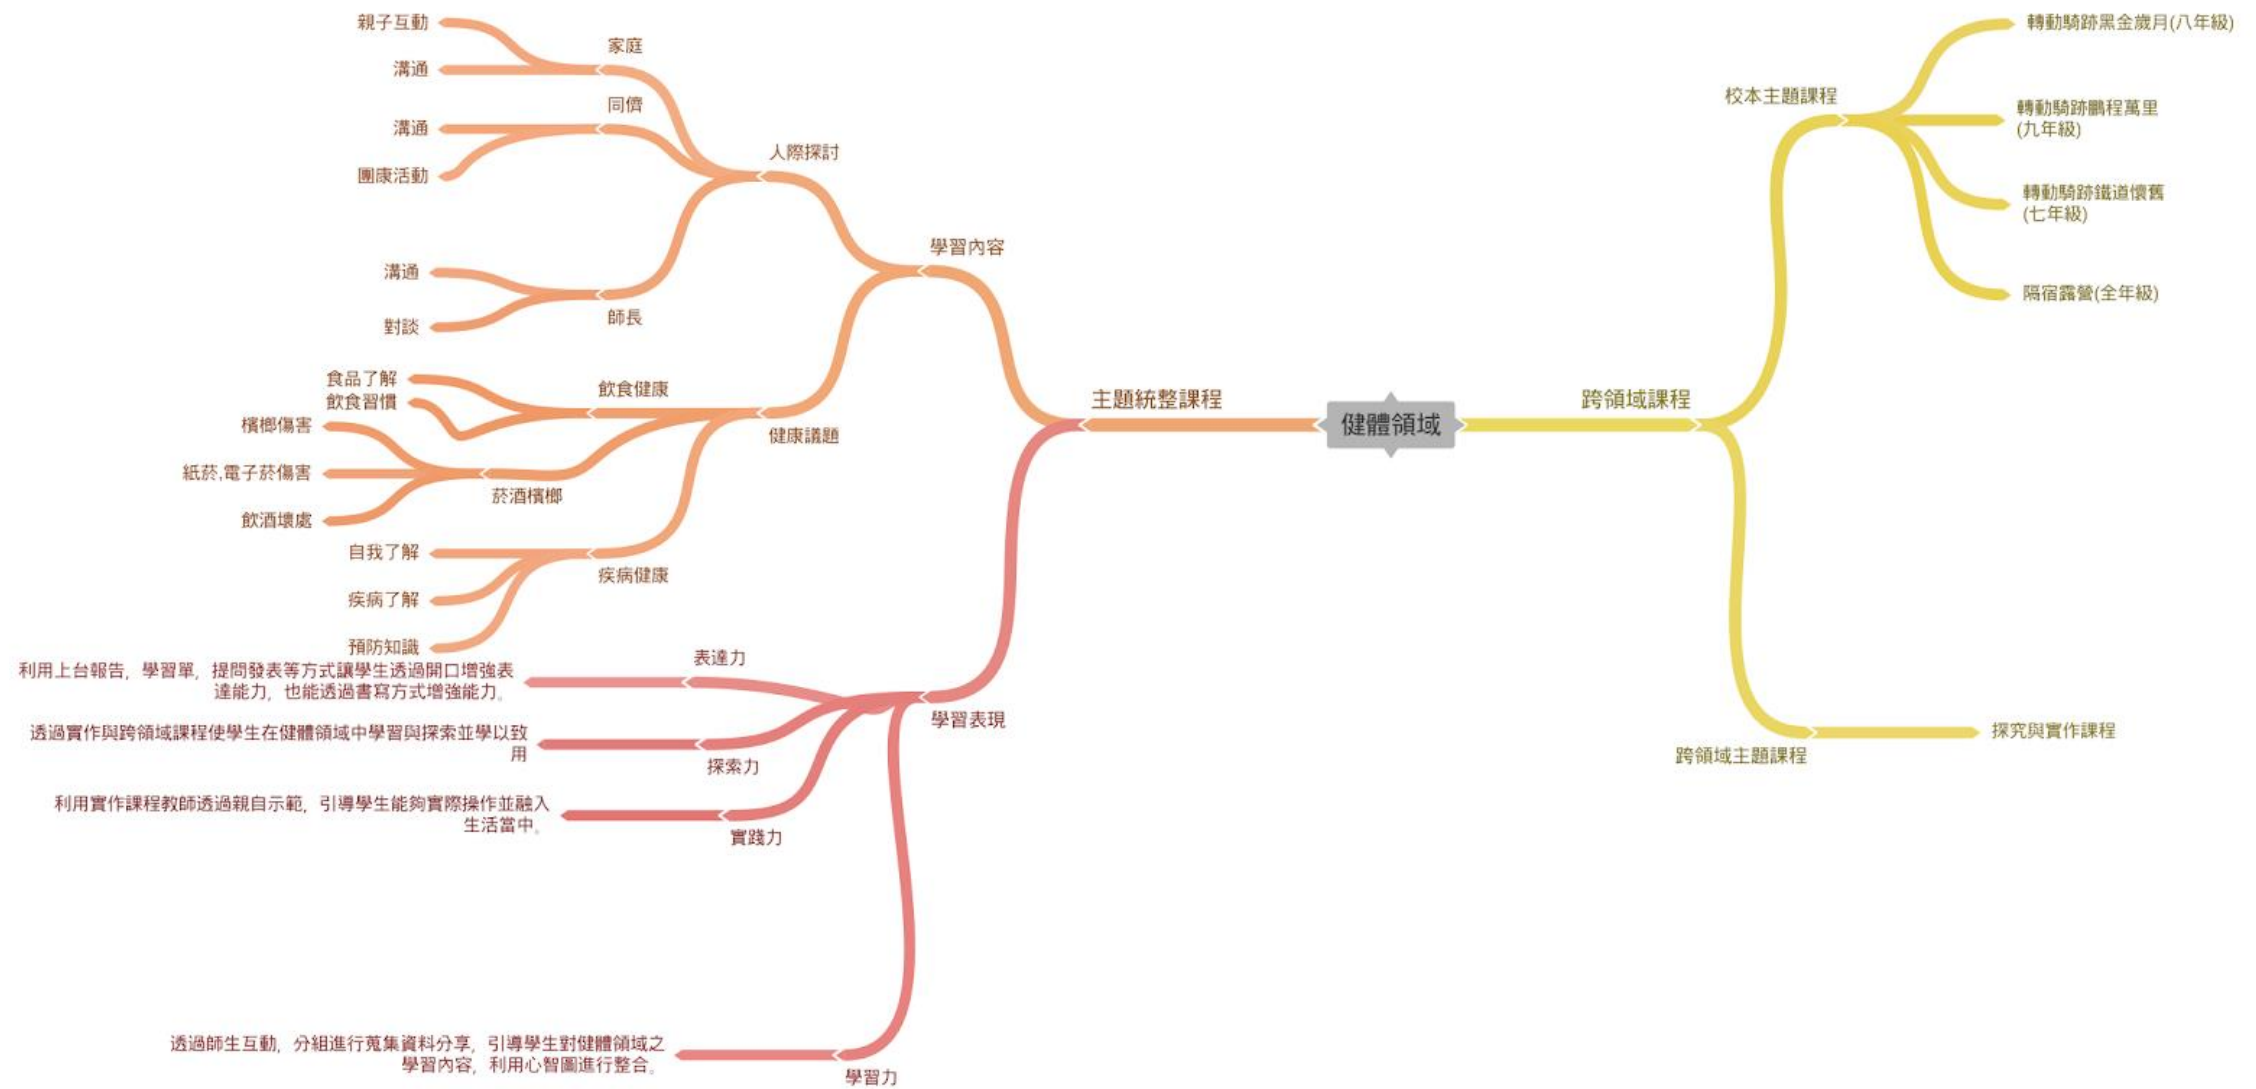 健體領域
主題統整課程
學習內容
人際探討
家庭
親子互動
溝通
同儕
溝通
團康活動
師長
溝通
對談
健康議題
飲食健康
食品了解
飲食習慣
菸酒檳榔
檳榔傷害
紙菸,電子菸傷害
飲酒壞處
疾病健康
自我了解
疾病了解
預防知識
學習表現
表達力
利用上台報告，學習單，提問發表等方式讓學生透過開口增強表
達能力，也能透過書寫方式增強能力。
探索力
透過實作與跨領域課程使學生在健體領域中學習與探索並學以致
用
實踐力
利用實作課程教師透過親自示範，引導學生能夠實際操作並融入
生活當中。
學習力
透過師生互動，分組進行蒐集資料分享，引導學生對健體領域之
學習內容，利用心智圖進行整合。
跨領域課程
校本主題課程
轉動騎跡黑金歲月(八年級)
轉動騎跡鵬程萬里
(九年級)
轉動騎跡鐵道懷舊
(七年級)
隔宿露營(全年級)
跨領域主題課程
探究與實作課程